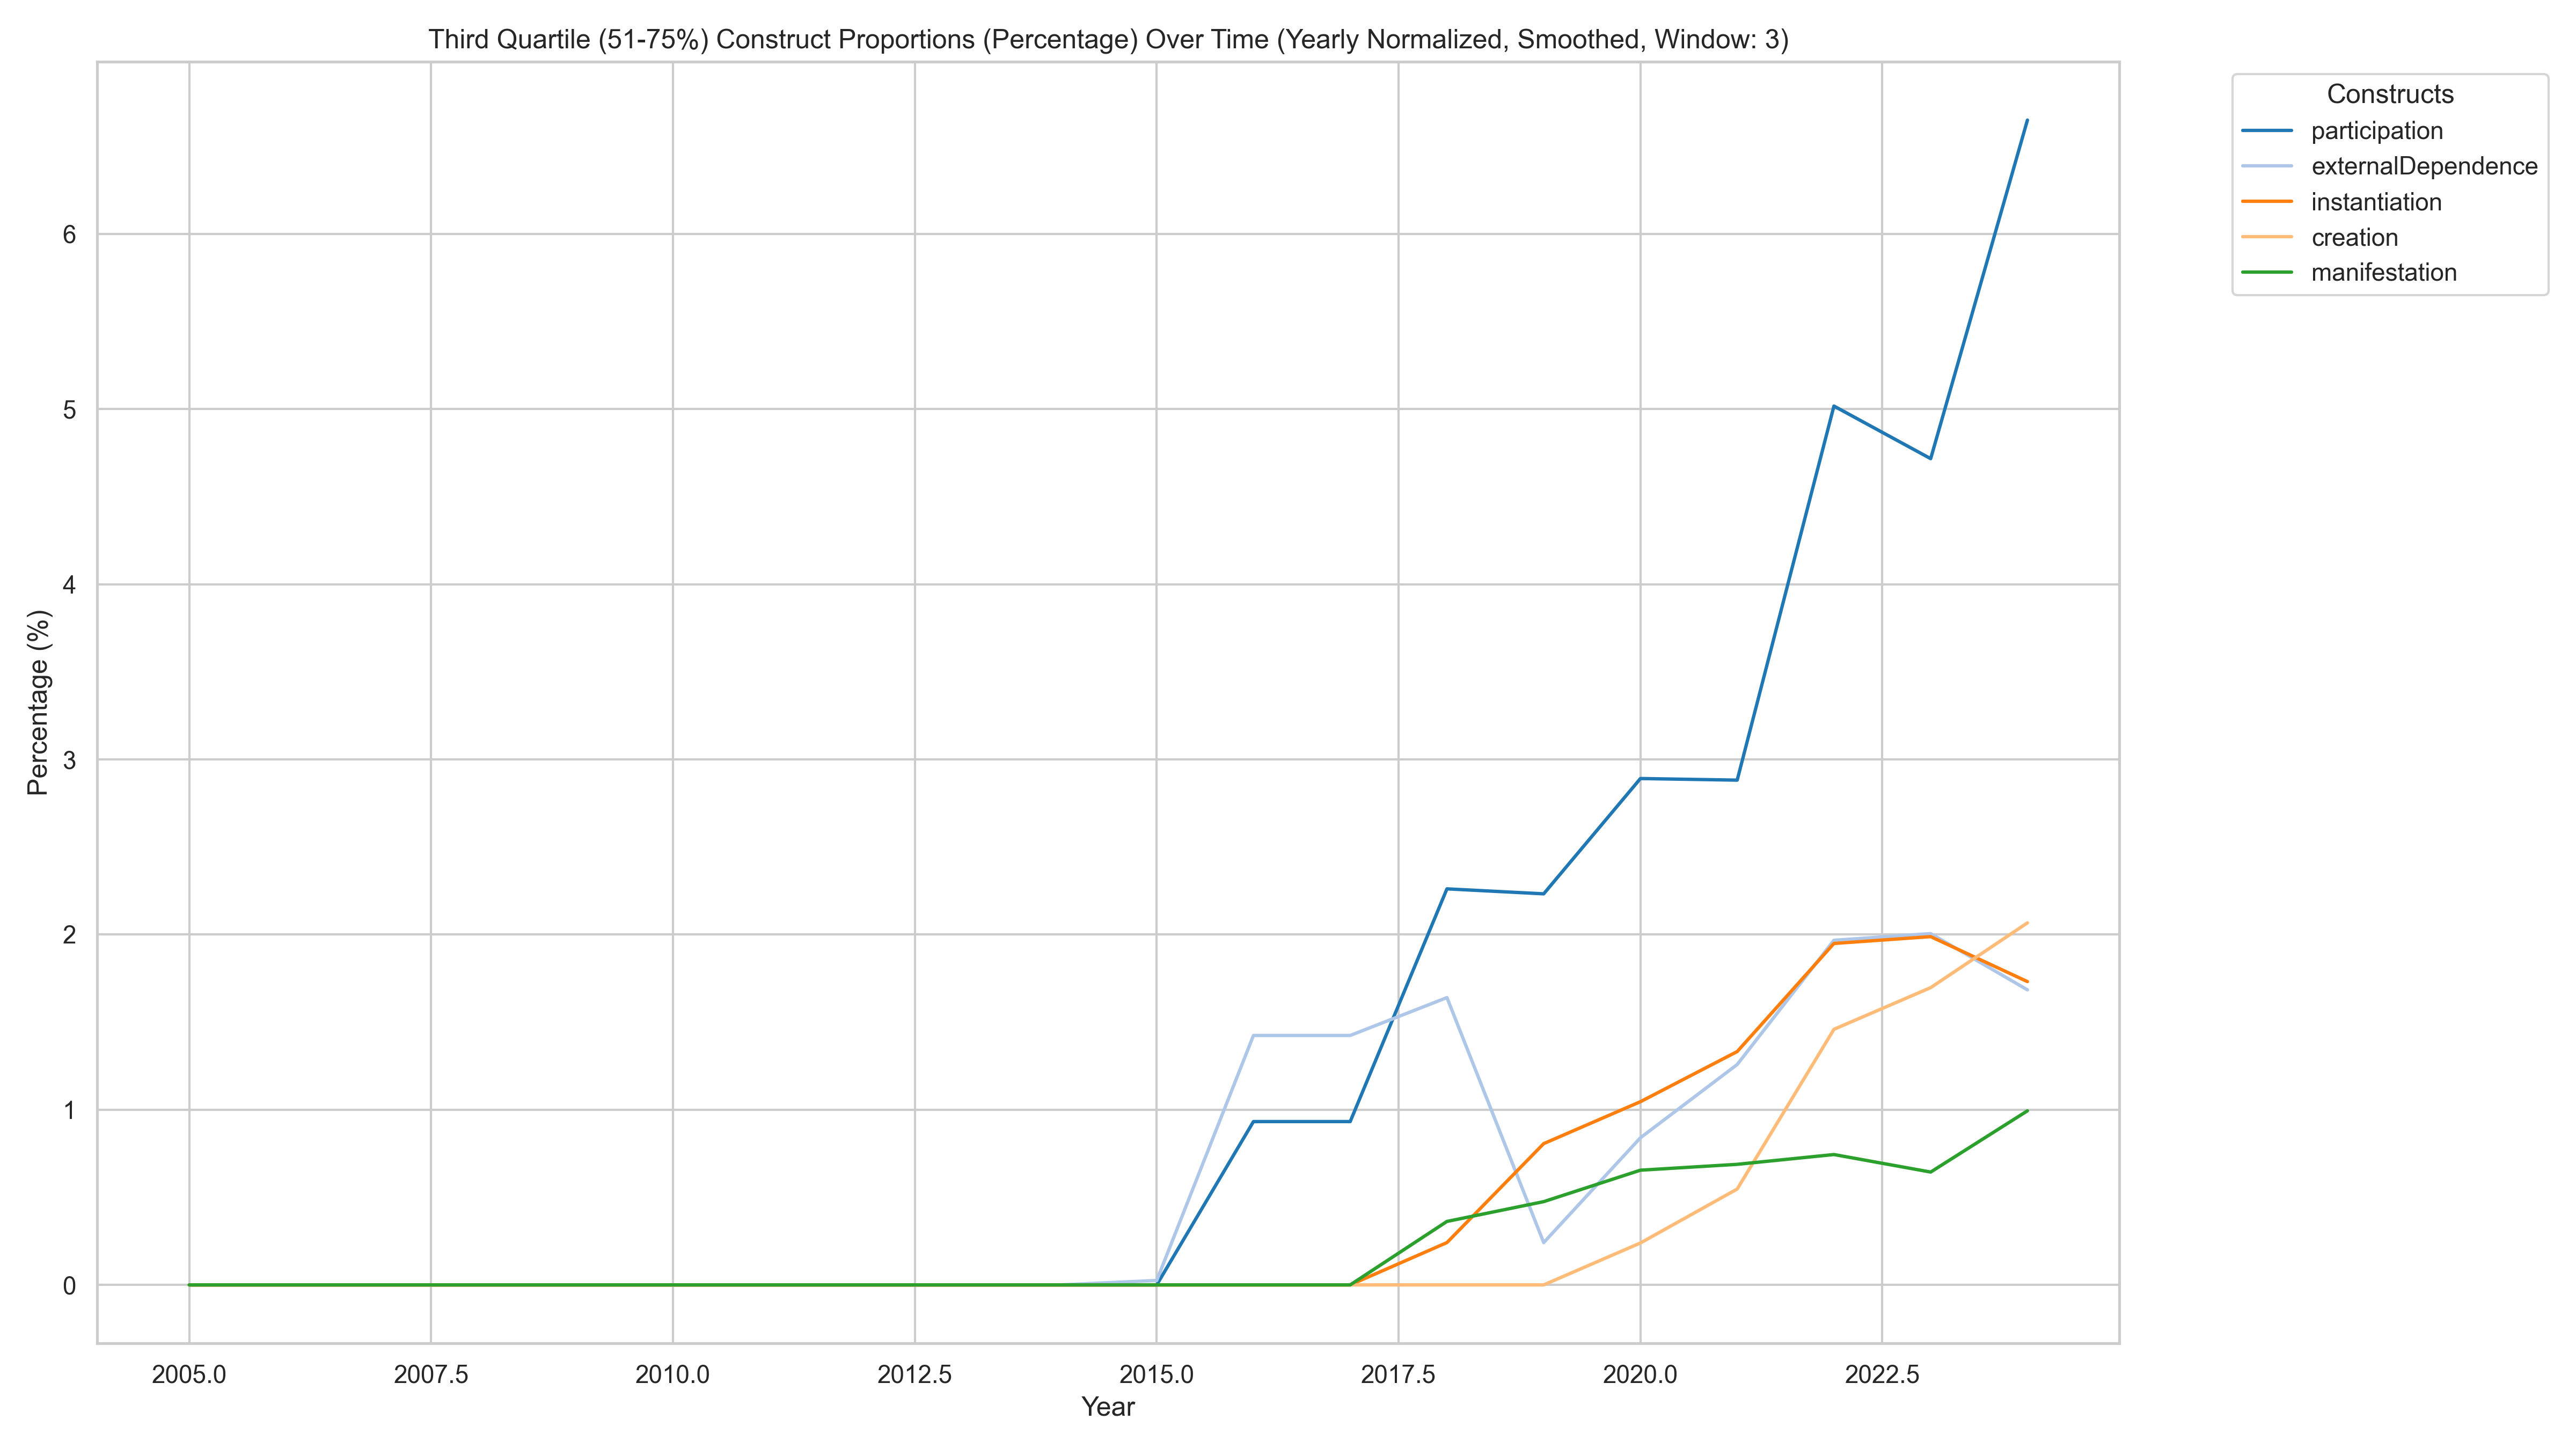 Third Quartile (51-75%) Construct Proportions (Percentage) Over Time (Yearly Normalized, Smoothed, Window: 3)
Constructs
participation
externalDependence
instantiation
creation
manifestation
Percentage (%)
6
5
4
3
2
1
0
2005.0 2007.5 2010.0 2012.5 2015.0 2017.5 2020.0 2022.5
Year